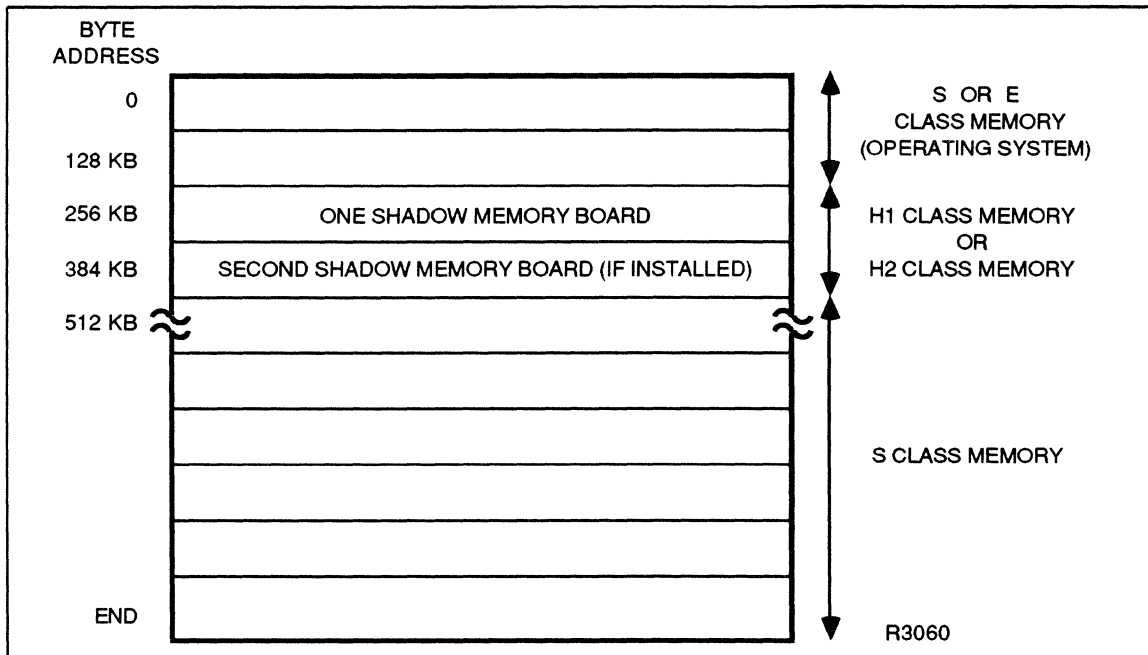 BYTE
ADDRESS
0
128 KB
256 KB
384 KB
512 KB
END
ONE SHADOW MEMORY BOARD
SECOND SHADOW MEMORY BOARD (IF INSTALLED)
S OR E
CLASS MEMORY
(OPERATING SYSTEM)
H1 CLASS MEMORY
OR
H2 CLASS MEMORY
S CLASS MEMORY
R3060